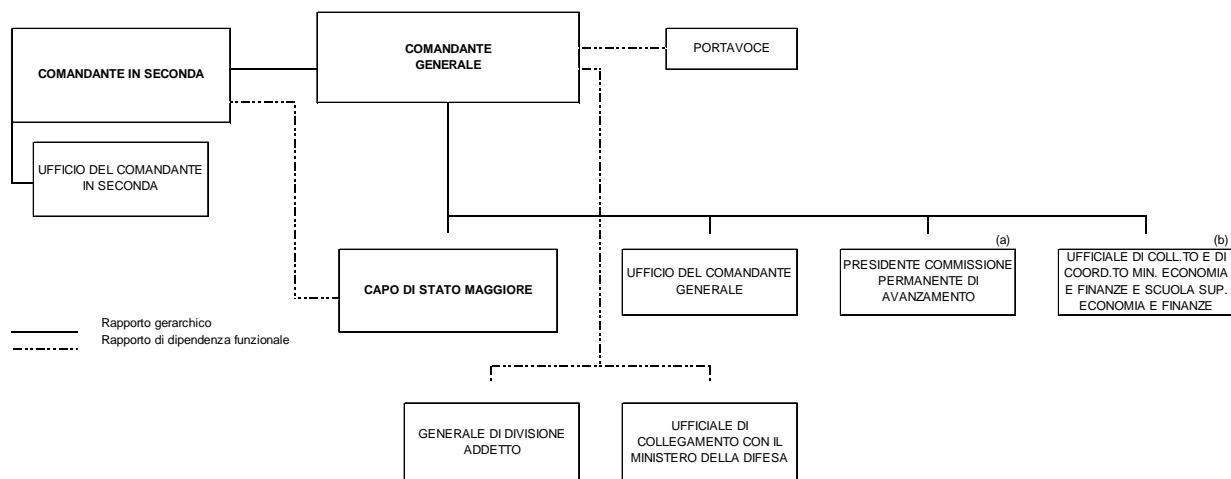 COMANDANTE
GENERALE
PORTAVOCE
COMANDANTE IN SECONDA
UFFICIO DEL COMANDANTE
IN SECONDA
CAPO DI STATO MAGGIORE
UFFICIO DEL COMANDANTE
GENERALE
(a)
PRESIDENTE COMMISSIONE
PERMANENTE DI
AVANZAMENTO
(b)
UFFICIALE DI COLL.TO E DI
COORD.TO MIN. ECONOMIA
E FINANZE E SCUOLA SUP.
ECONOMIA E FINANZE
Rapporto gerarchico
Rapporto di dipendenza funzionale
GENERALE DI DIVISIONE
ADDETTO
UFFICIALE DI
COLLEGAMENTO CON IL
MINISTERO DELLA DIFESA